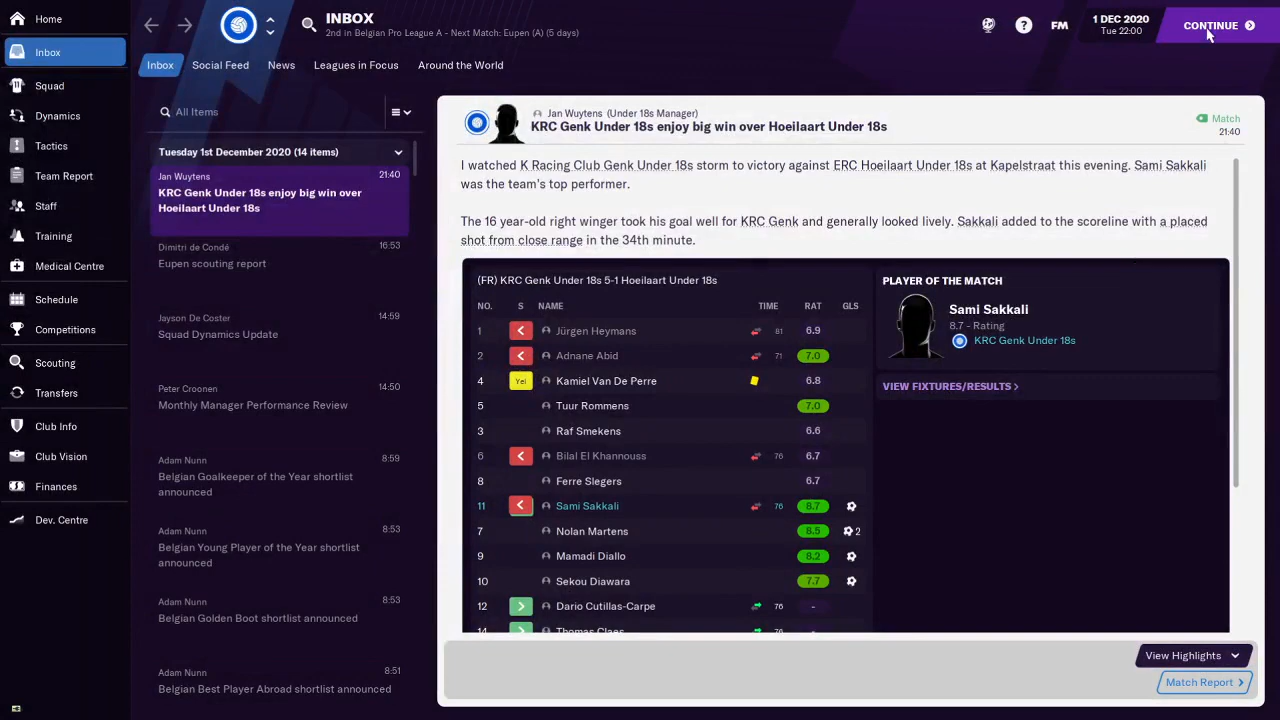 Home
Inbox
Squad
Dynamics
Tactics
Team Report
Staff
Training
Medical Centre
Schedule
Competitions
Scouting
Transfers
Club Info
Club Vision
Finances
Dev. Centre
INBOX
2nd in Belgian Pro League A - Next Match: Eupen (A) (5 days)
FM
1 DEC 2020
Tue 22:00
CONTINUE
Inbox
Social Feed
News
Leagues in Focus
Around the World
All Items
Tuesday 1st December 2020 (14 items)
Jan Wuytens 21:40
KRC Genk Under 18s enjoy big win over
Hoeilaart Under 18s
Dimitri de Condé 16:53
Eupen scouting report
Jayson De Coster 14:59
Squad Dynamics Update
Peter Croonen 14:50
Monthly Manager Performance Review
Adam Nunn 8:59
Belgian Goalkeeper of the Year shortlist
announced
Adam Nunn 8:53
Belgian Young Player of the Year shortlist
announced
Adam Nunn 8:53
Belgian Golden Boot shortlist announced
Adam Nunn 8:51
Belgian Best Player Abroad shortlist announced
Jan Wuytens (Under 18s Manager)
KRC Genk Under 18s enjoy big win over Hoeilaart Under 18s
Match
21:40
I watched K Racing Club Genk Under 18s storm to victory against ERC Hoeilaart Under 18s at Kapelstraat this evening. Sami Sakkali
was the team's top performer.
The 16 year-old right winger took his goal well for KRC Genk and generally looked lively. Sakkali added to the scoreline with a placed
shot from close range in the 34th minute.
(FR) KRC Genk Under 18s 5-1 Hoeilaart Under 18s
NO. S NAME TIME RAT GLS
1 Jürgen Heymans 81 6.9
2 Adnane Abid 71 7.0
4 Yel Kamiel Van De Perre 6.8
5 Tuur Rommens 7.0
3 Raf Smekens 6.6
6 Bilal El Khannouss 76 6.7
8 Ferre Slegers 6.7
11 Sami Sakkali 76 8.7
7 Nolan Martens 8.5 2
9 Mamadi Diallo 8.2
10 Sekou Diawara 7.7
12 Dario Cutillas-Carpe 76 -
14 Thomas Claes 76 -
PLAYER OF THE MATCH
Sami Sakkali
8.7 - Rating
KRC Genk Under 18s
VIEW FIXTURES/RESULTS >
View Highlights
Match Report